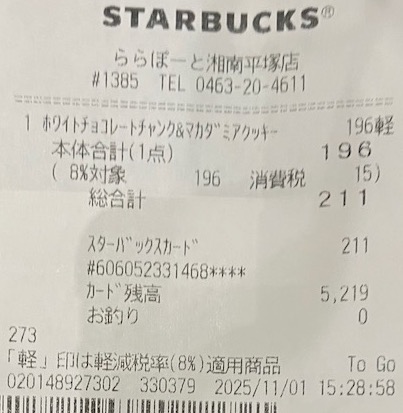 STARBUCKS®
ららぽーと湘南平塚店
#1385 TEL 0463-20-4611
1 ﾎﾜｲﾄﾁｮｺﾚｰﾄﾁｬﾝｸ&ﾏｶﾀﾞﾐｱｸｯｷｰ 196軽
本体合計(1点) 196
( 8%対象 196 消費税 15)
総合計 211
ｽﾀｰﾊﾞｯｸｽｶｰﾄﾞ 211
#606052331468****
ｶｰﾄﾞ残高 5,219
お釣り 0
273
「軽」印は軽減税率(8%)適用商品 To Go
020148927302 330379 2025/11/01 15:28:58